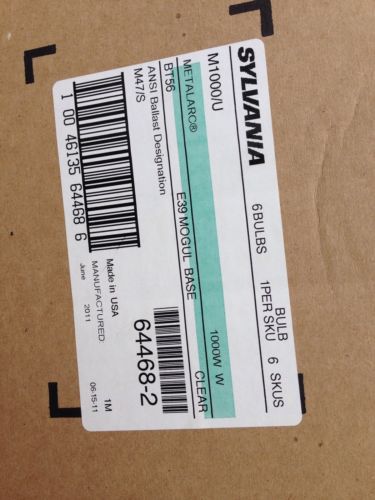 SYLVANIA 6BULBS BULB
1PER SKU 6 SKUS
M1000/U 1000W W
METALARC® E39 MOGUL BASE CLEAR
BT56
ANSI Ballast Designation
M47/S
64468-2
1 00 46135 64468 6
Made in USA
MANUFACTURED: 1M
June 2011 06-15-11